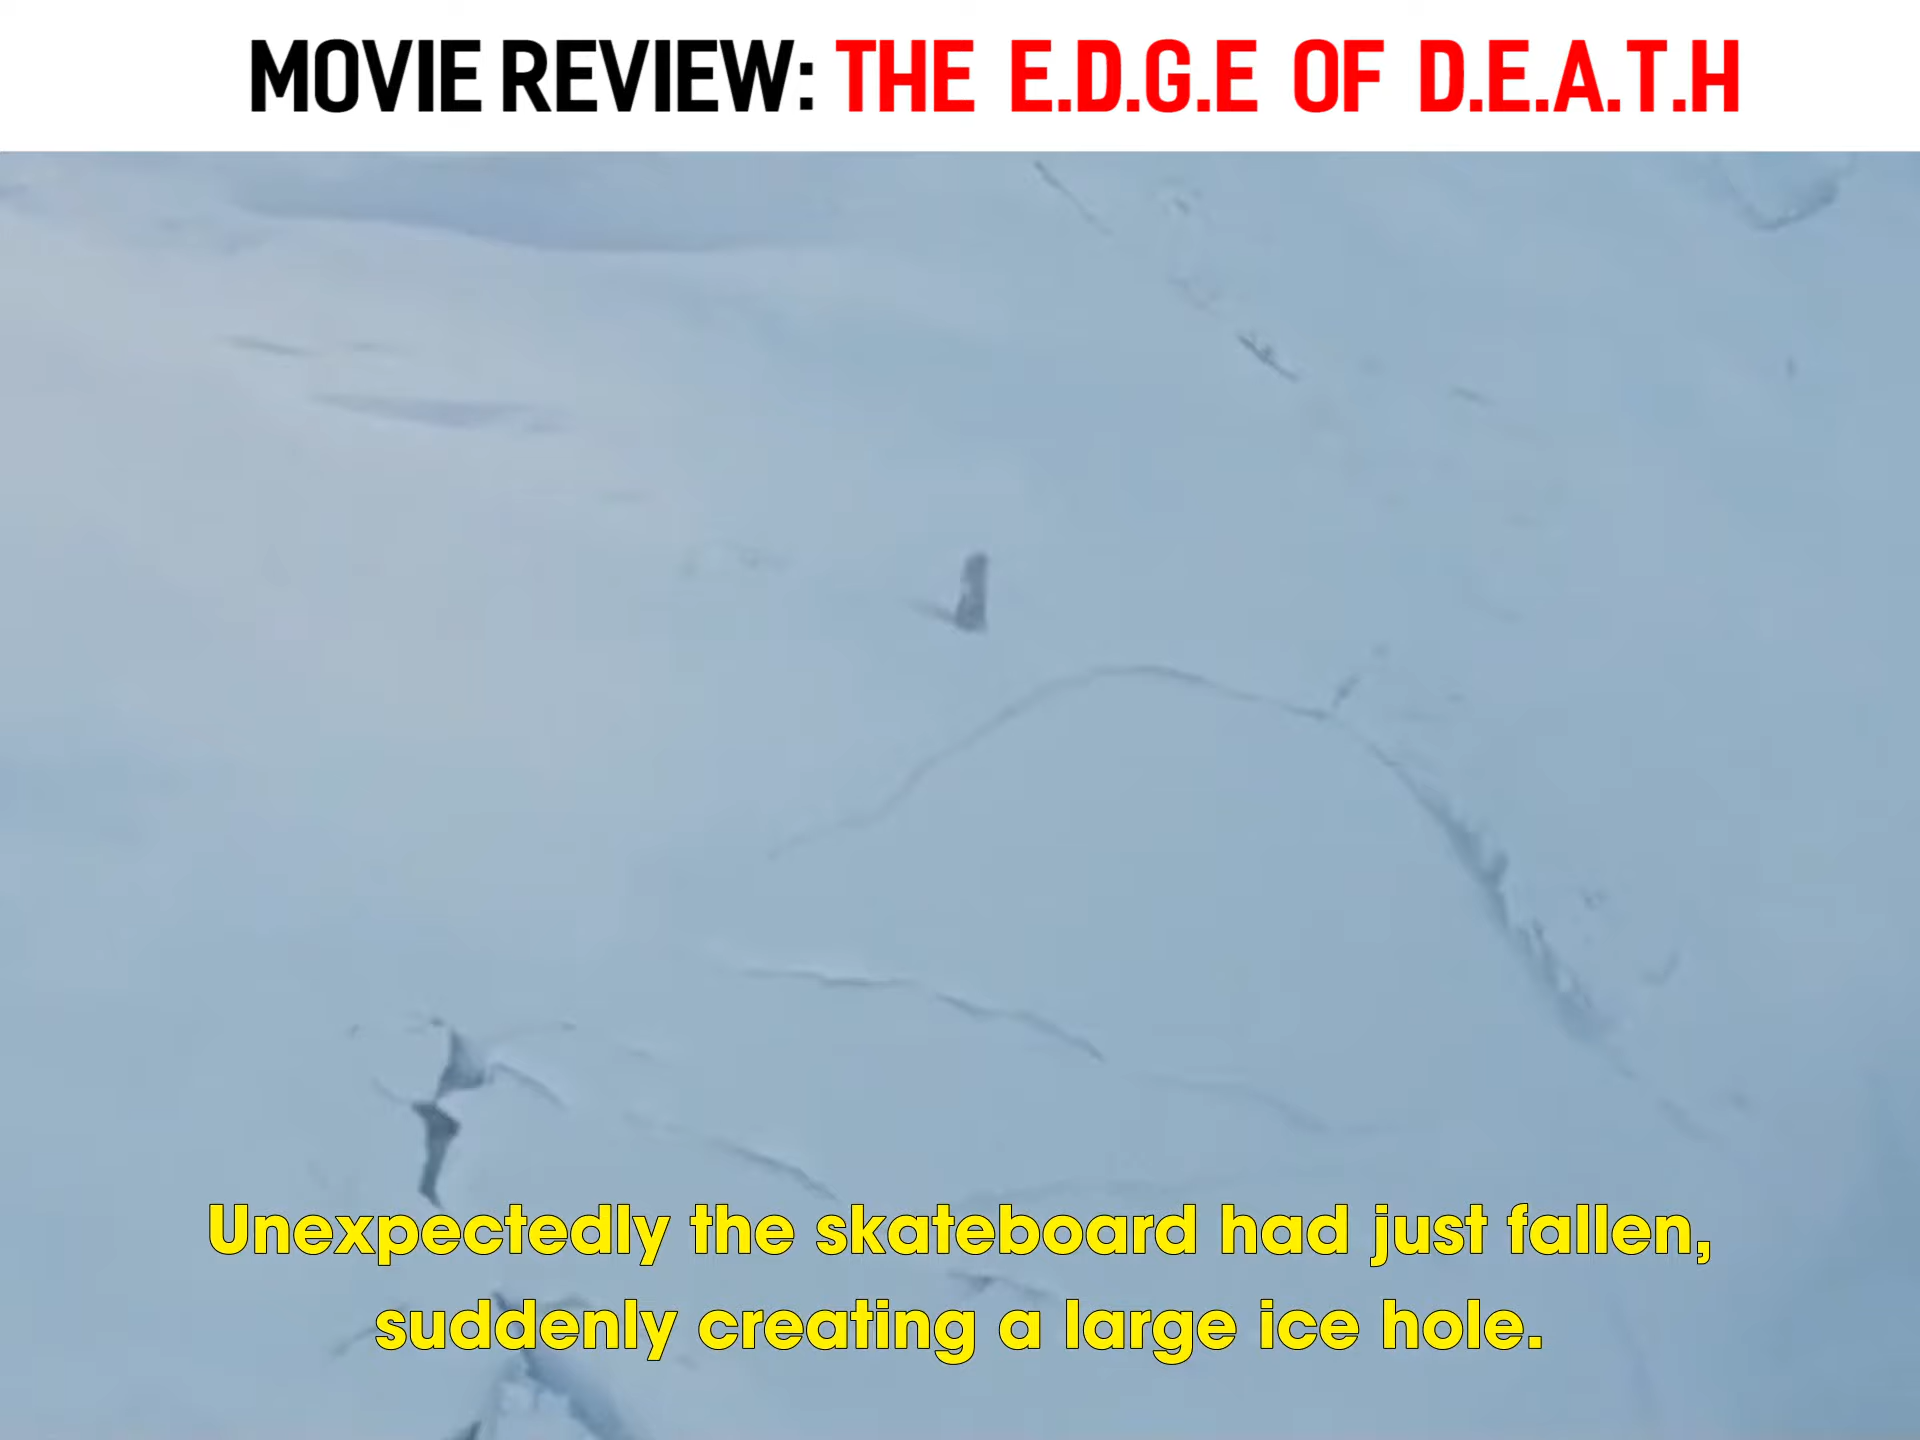 MOVIE REVIEW: THE E.D.G.E OF D.E.A.T.H
Unexpectedly the skateboard had just fallen,
suddenly creating a large ice hole.